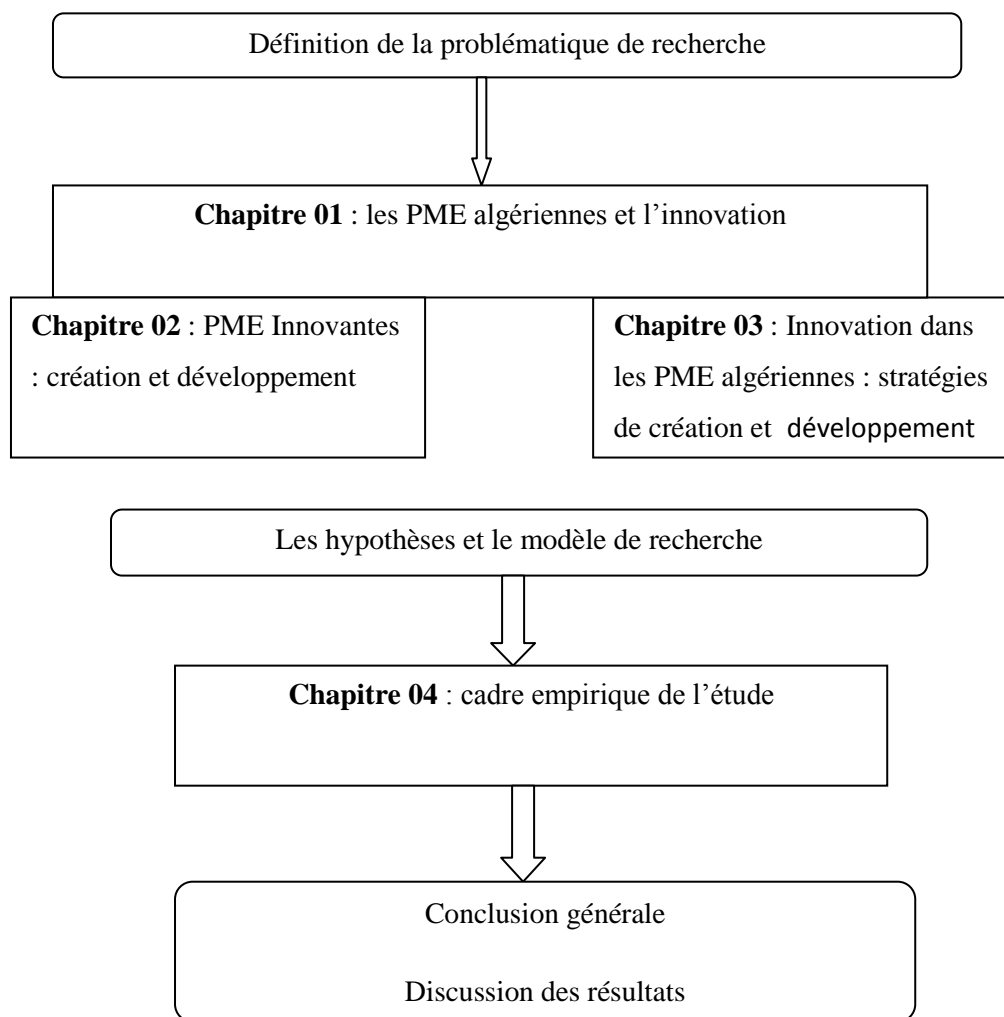 Définition de la problématique de recherche
Chapitre 01 : les PME algériennes et l’innovation
Chapitre 02 : PME Innovantes
: création et développement
Chapitre 03 : Innovation dans
les PME algériennes : stratégies
de création et développement
Les hypothèses et le modèle de recherche
Chapitre 04 : cadre empirique de l’étude
Conclusion générale
Discussion des résultats